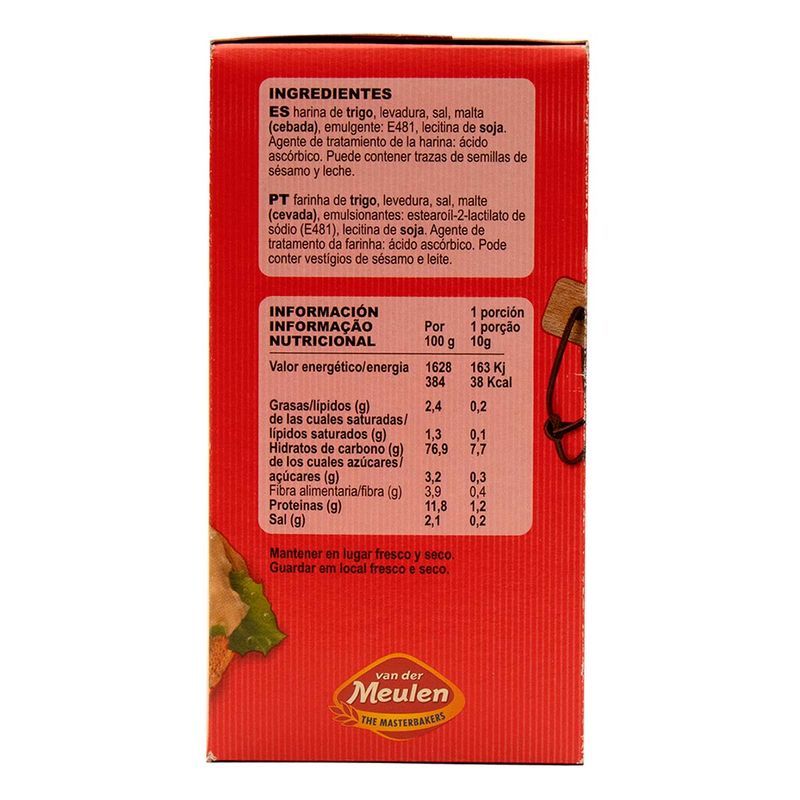 INGREDIENTES
ES harina de trigo, levadura, sal, malta
(cebada), emulgente: E481, lecitina de soja.
Agente de tratamiento de la harina: ácido
ascórbico. Puede contener trazas de semillas de
sésamo y leche.
PT farinha de trigo, levedura, sal, malte
(cevada), emulsionantes: estearoíl-2-lactilato de
sódio (E481), lecitina de soja. Agente de
tratamento da farinha: ácido ascórbico. Pode
conter vestígios de sésamo e leite.
INFORMACIÓN 1 porción
INFORMAÇÃO Por 1 porção
NUTRICIONAL 100 g 10g
Valor energético/energia 1628 163 Kj
384 38 Kcal
Grasas/lípidos (g) 2,4 0,2
de las cuales saturadas/
lípidos saturados (g) 1,3 0,1
Hidratos de carbono (g) 76,9 7,7
de los cuales azúcares/
açúcares (g) 3,2 0,3
Fibra alimentaria/fibra (g) 3,9 0,4
Proteinas (g) 11,8 1,2
Sal (g) 2,1 0,2
Mantener en lugar fresco y seco.
Guardar em local fresco e seco.
van der
Meulen
THE MASTERBAKERS